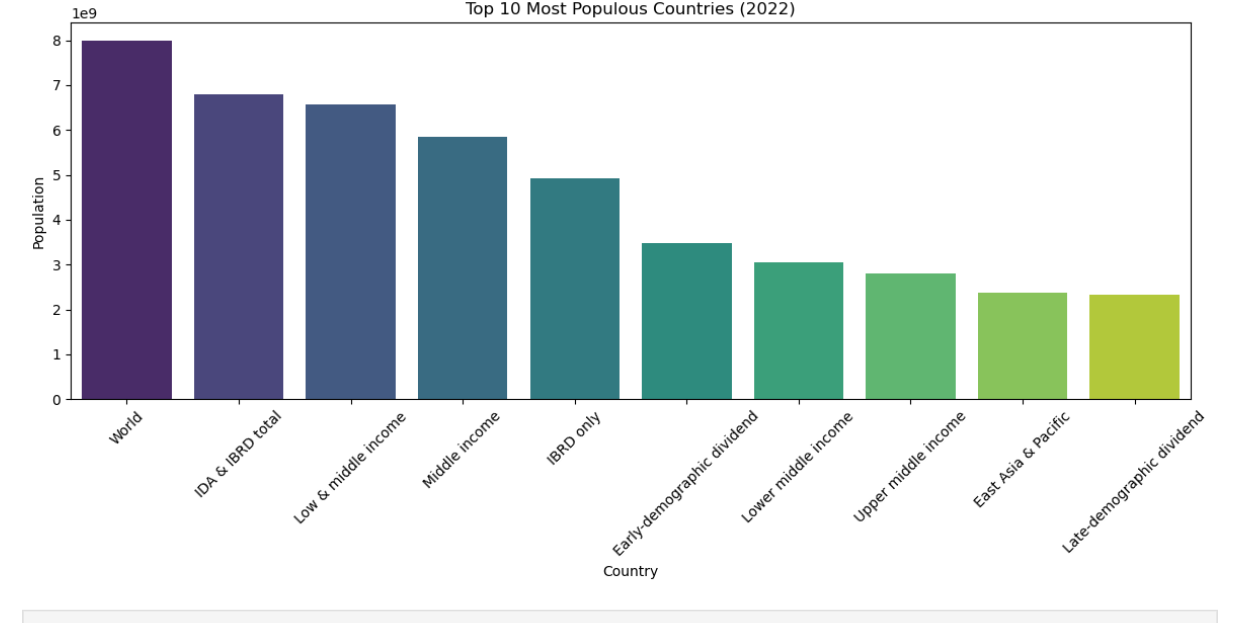 Top 10 Most Populous Countries (2022)
1e9
8
7
6
5
4
3
2
1
0
Population
World
IDA & IBRD total
Low & middle income
Middle income
IBRD only
Early-demographic dividend
Lower middle income
Upper middle income
East Asia & Pacific
Late-demographic dividend
Country